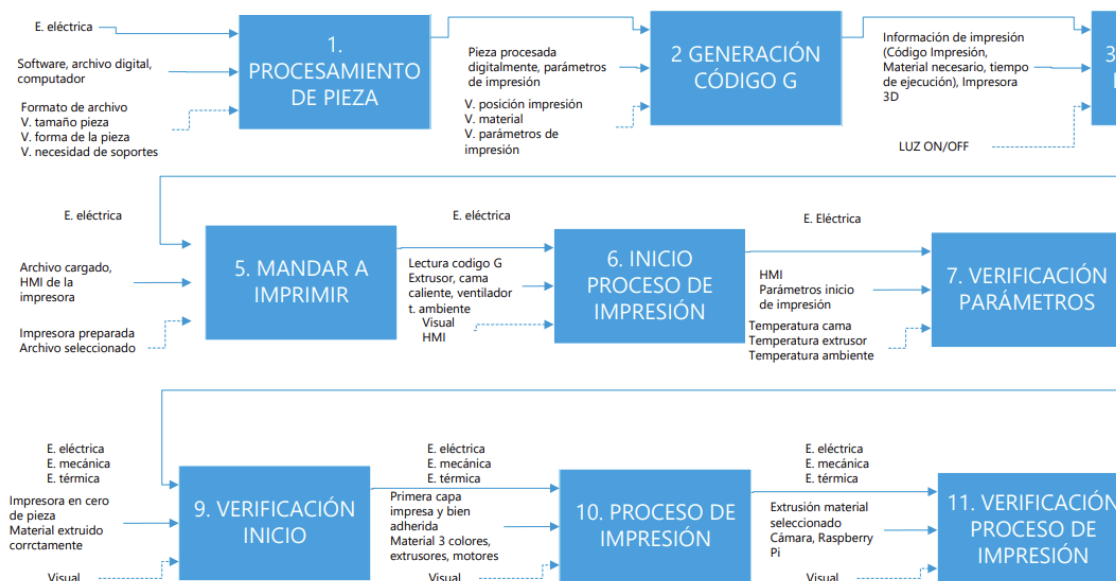 E. eléctrica
Software, archivo digital,
computador
Formato de archivo
V. tamaño pieza
V. forma de la pieza
V. necesidad de soportes
1.
PROCESAMIENTO
DE PIEZA
Pieza procesada
digitalmente, parámetros
de impresión
V. posición impresión
V. material
V. parámetros de
impresión
2 GENERACIÓN
CÓDIGO G
Información de impresión
(Código Impresión,
Material necesario, tiempo
de ejecución), Impresora
3D
LUZ ON/OFF
3
E. eléctrica
Archivo cargado,
HMI de la
impresora
Impresora preparada
Archivo seleccionado
5. MANDAR A
IMPRIMIR
E. eléctrica
Lectura codigo G
Extrusor, cama
caliente, ventilador
t. ambiente
Visual
HMI
6. INICIO
PROCESO DE
IMPRESIÓN
E. Eléctrica
HMI
Parámetros inicio
de impresión
Temperatura cama
Temperatura extrusor
Temperatura ambiente
7. VERIFICACIÓN
PARÁMETROS
E. eléctrica
E. mecánica
E. térmica
Impresora en cero
de pieza
Material extruido
corrctamente
Visual
9. VERIFICACIÓN
INICIO
E. eléctrica
E. mecánica
E. térmica
Primera capa
impresa y bien
adherida
Material 3 colores,
extrusores, motores
Visual
10. PROCESO DE
IMPRESIÓN
E. eléctrica
E. mecánica
E. térmica
Extrusión material
seleccionado
Cámara, Raspberry
Pi
Visual
11. VERIFICACIÓN
PROCESO DE
IMPRESIÓN